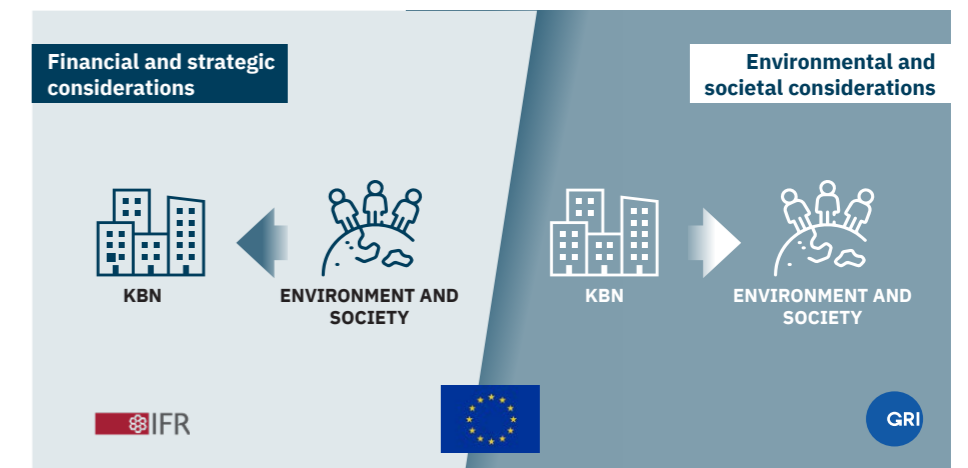 Financial and strategic
considerations
Environmental and
societal considerations
KBN
ENVIRONMENT AND
SOCIETY
KBN
ENVIRONMENT AND
SOCIETY
IFR
GRI